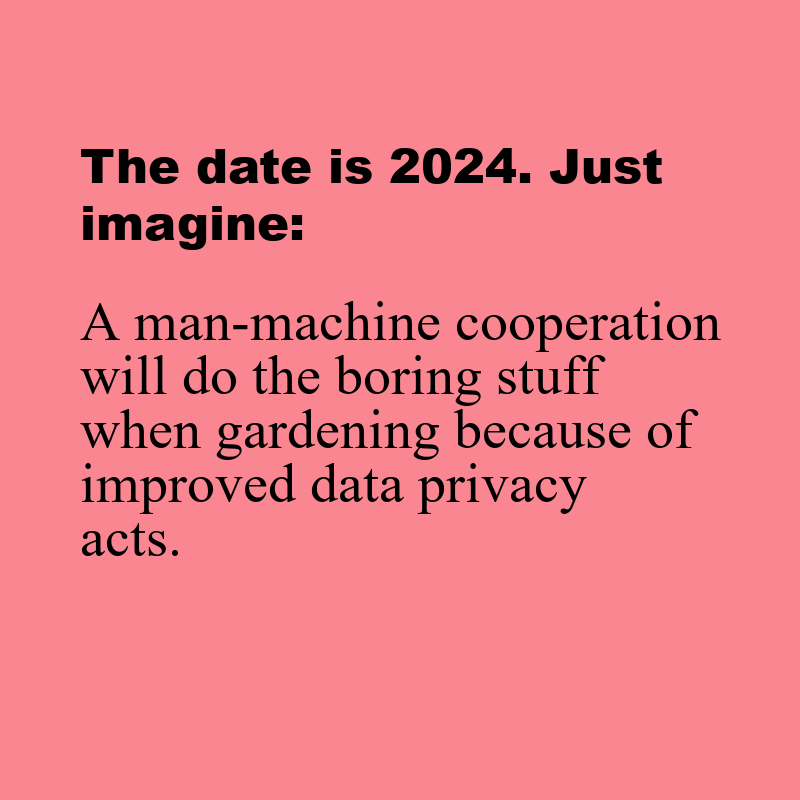 The date is 2024. Just
imagine:
A man-machine cooperation
will do the boring stuff
when gardening because of
improved data privacy
acts.